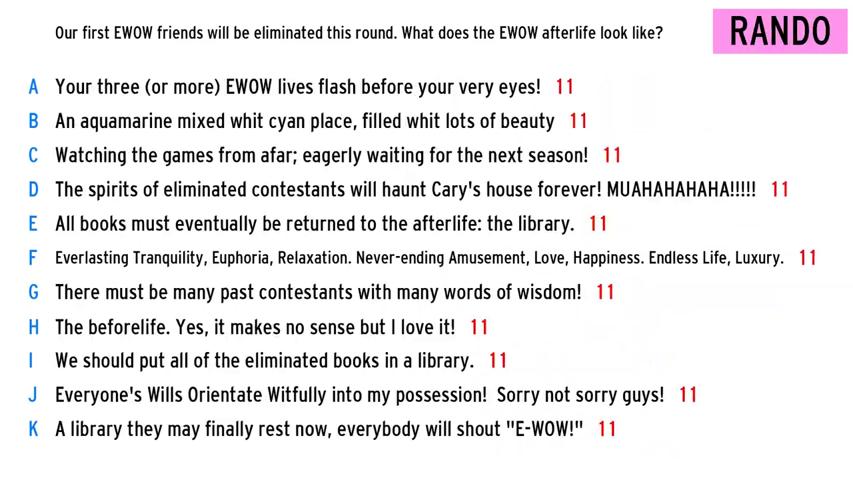 Our first EWOW friends will be eliminated this round. What does the EWOW afterlife look like?
RANDO
A Your three (or more) EWOW lives flash before your very eyes! 11
B An aquamarine mixed whit cyan place, filled whit lots of beauty 11
C Watching the games from afar; eagerly waiting for the next season! 11
D The spirits of eliminated contestants will haunt Cary's house forever! MUAHAHAHAHA!!!!! 11
E All books must eventually be returned to the afterlife: the library. 11
F Everlasting Tranquility, Euphoria, Relaxation. Never-ending Amusement, Love, Happiness. Endless Life, Luxury. 11
G There must be many past contestants with many words of wisdom! 11
H The beforelife. Yes, it makes no sense but I love it! 11
I We should put all of the eliminated books in a library. 11
J Everyone's Wills Orientate Witfully into my possession! Sorry not sorry guys! 11
K A library they may finally rest now, everybody will shout "E-WOW!" 11